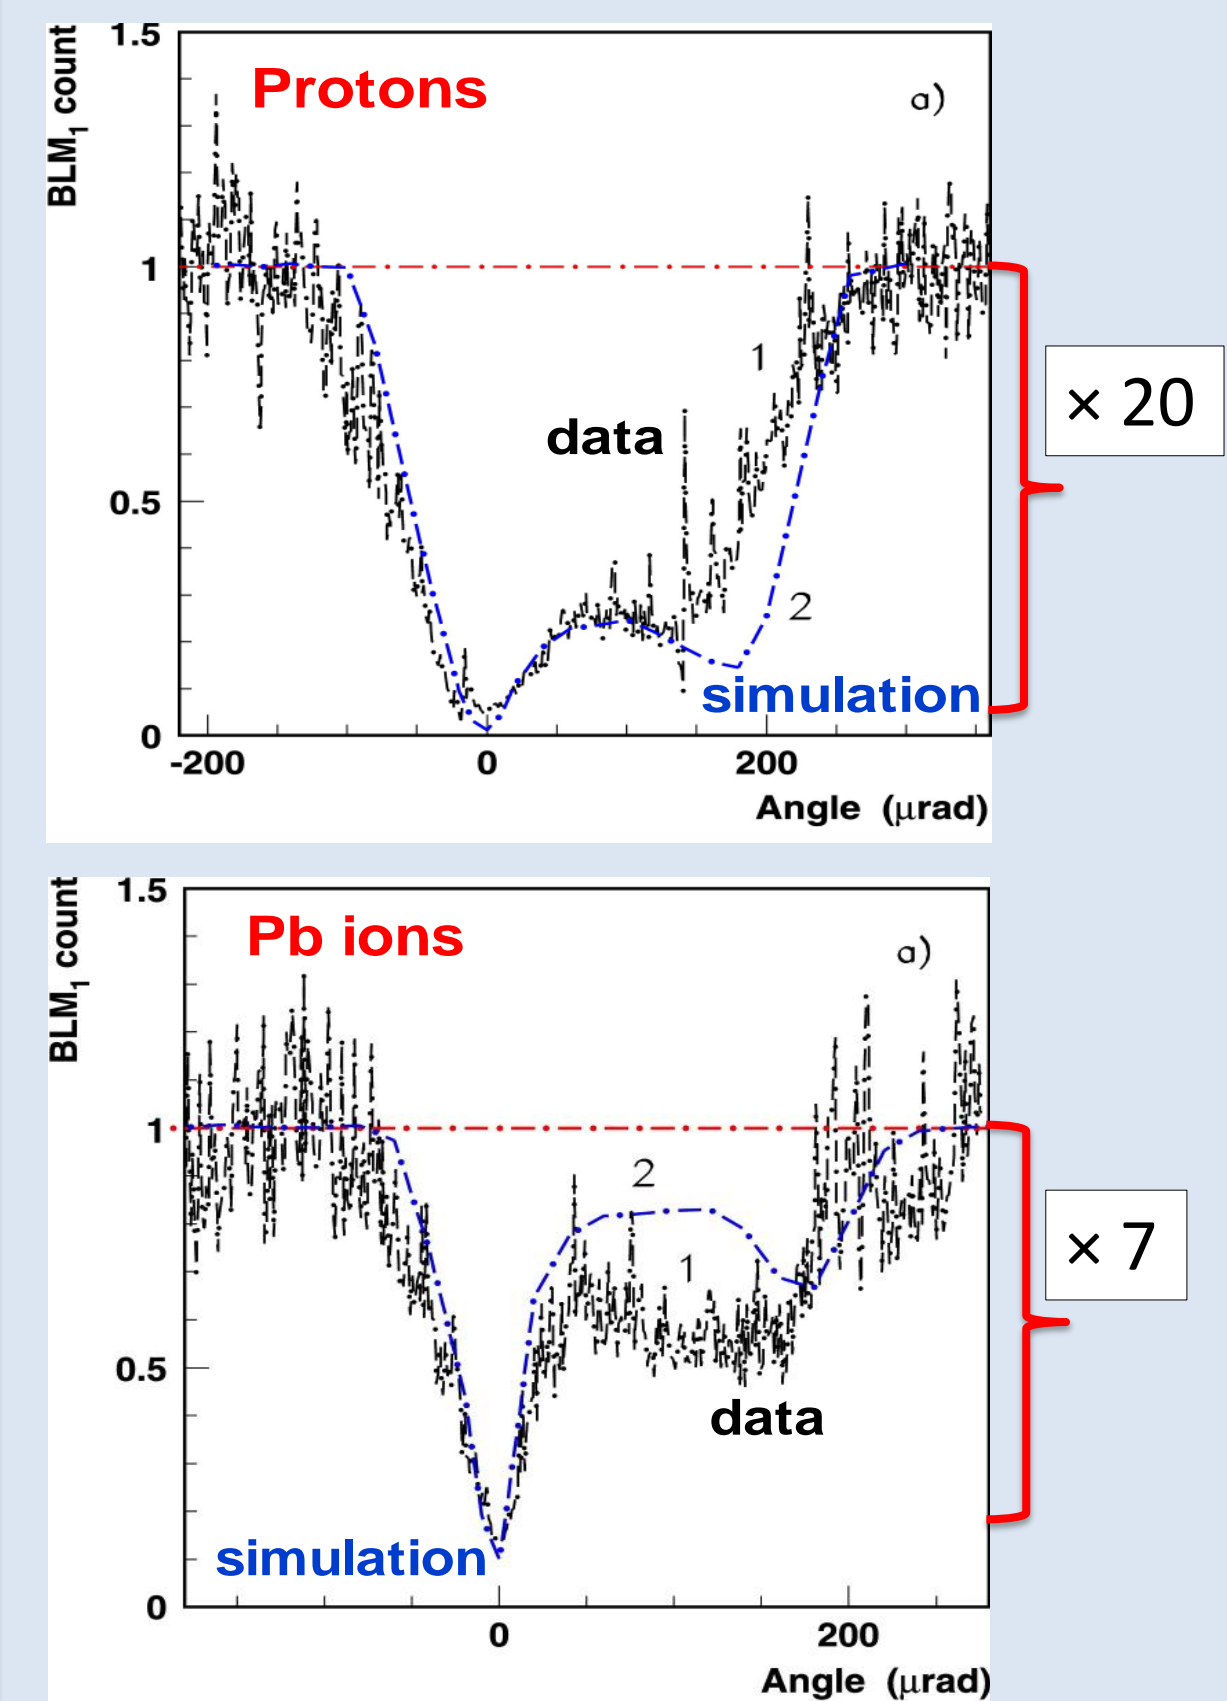 1.5
BLM₁ count
Protons
a)
1
1
× 20
data
0.5
2
simulation
0
-200 0 200
Angle (μrad)
1.5
BLM₁ count
Pb ions
a)
1
2
× 7
1
0.5
data
simulation
0
0 200
Angle (μrad)